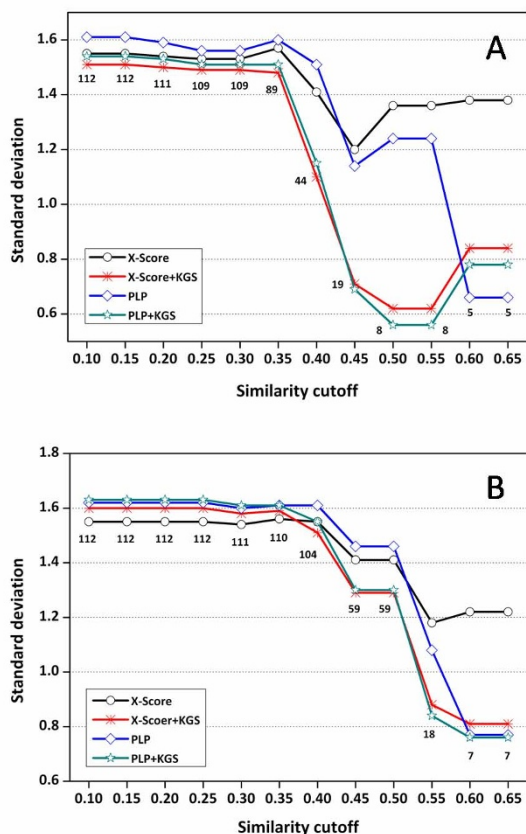 A
1.6
1.4
1.2
1.0
0.8
0.6
Standard deviation
112 112 111 109 109 89
44
19
8 8
5 5
X-Score
X-Score+KGS
PLP
PLP+KGS
0.10 0.15 0.20 0.25 0.30 0.35 0.40 0.45 0.50 0.55 0.60 0.65
Similarity cutoff
B
1.8
1.6
1.4
1.2
1.0
0.8
0.6
Standard deviation
112 112 112 112 111 110
104
59 59
18
7 7
X-Score
X-Scoer+KGS
PLP
PLP+KGS
0.10 0.15 0.20 0.25 0.30 0.35 0.40 0.45 0.50 0.55 0.60 0.65
Similarity cutoff